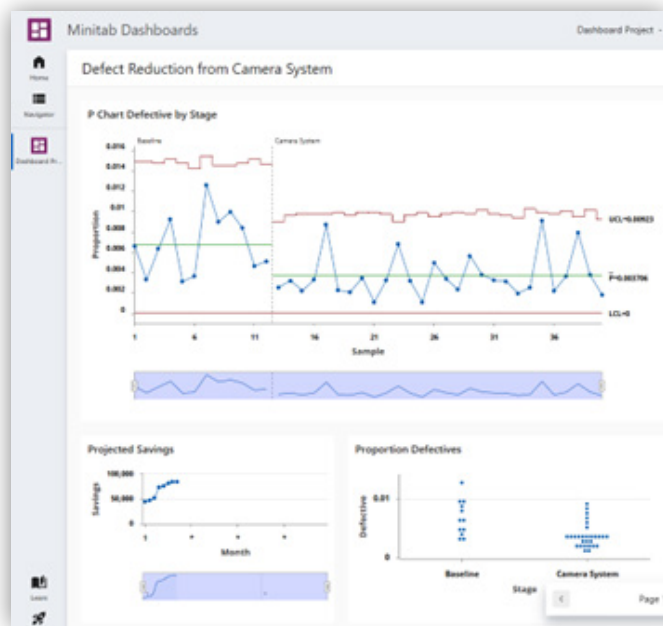 Minitab Dashboards
Dashboard Project
Home
Navigator
Dashboard Pr...
Defect Reduction from Camera System
P Chart Defective by Stage
Baseline
Camera System
0.016
0.014
0.012
0.01
0.008
0.006
0.004
0.002
0
Proportion
UCL=0.00923
P=0.003706
LCL=0
1
6
11
16
21
26
31
36
Sample
Projected Savings
100,000
50,000
0
Savings
Month
Proportion Defectives
0.01
0
Defective
Baseline
Camera System
Stage
Learn
Page